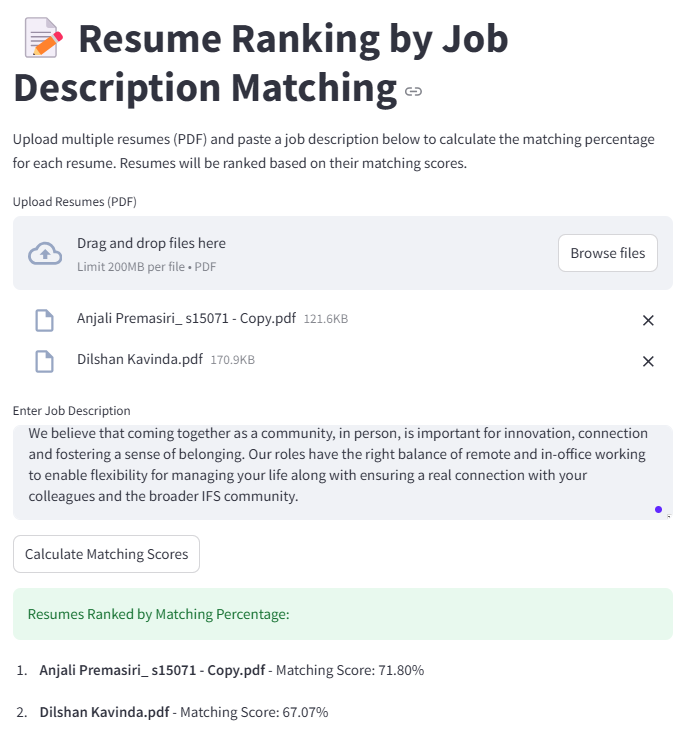 Resume Ranking by Job
Description Matching
Upload multiple resumes (PDF) and paste a job description below to calculate the matching percentage
for each resume. Resumes will be ranked based on their matching scores.
Upload Resumes (PDF)
Drag and drop files here
Limit 200MB per file • PDF
Browse files
Anjali Premasiri_ s15071 - Copy.pdf 121.6KB
Dilshan Kavinda.pdf 170.9KB
Enter Job Description
We believe that coming together as a community, in person, is important for innovation, connection
and fostering a sense of belonging. Our roles have the right balance of remote and in-office working
to enable flexibility for managing your life along with ensuring a real connection with your
colleagues and the broader IFS community.
Calculate Matching Scores
Resumes Ranked by Matching Percentage:
1. Anjali Premasiri_ s15071 - Copy.pdf - Matching Score: 71.80%
2. Dilshan Kavinda.pdf - Matching Score: 67.07%